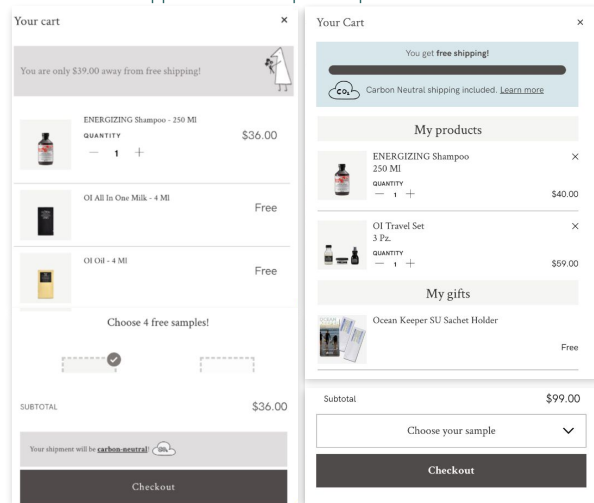 Your cart
×
You are only $39.00 away from free shipping!
ENERGIZING Shampoo - 250 Ml
QUANTITY
$36.00
— 1 +
OI All In One Milk - 4 Ml
Free
OI Oil - 4 Ml
Free
Choose 4 free samples!
SUBTOTAL
$36.00
Your shipment will be carbon-neutral! CO₂
Checkout
Your Cart
×
You get free shipping!
CO₂ Carbon Neutral shipping included. Learn more
My products
ENERGIZING Shampoo
×
250 Ml
QUANTITY
— 1 +
$40.00
OI Travel Set
×
3 Pz.
QUANTITY
— 1 +
$59.00
My gifts
OCEAN KEEPER
Ocean Keeper SU Sachet Holder
Free
Subtotal
$99.00
Choose your sample
Checkout